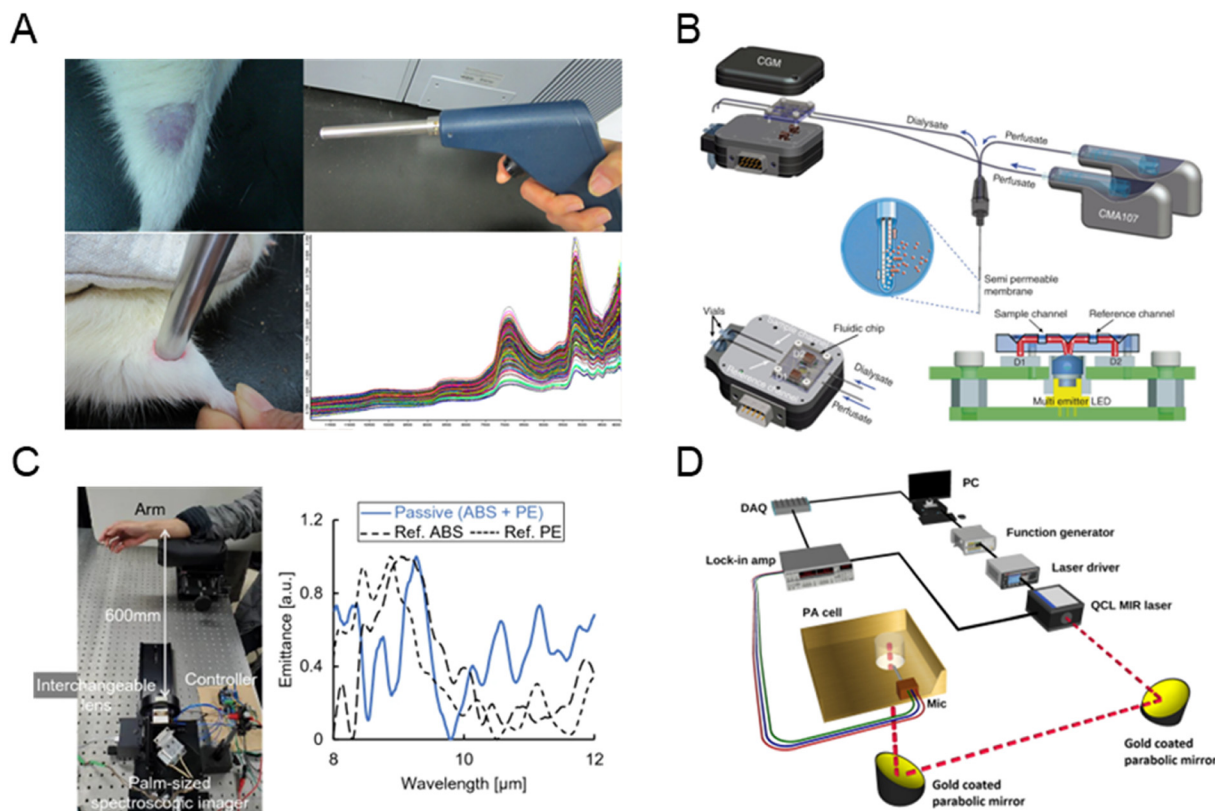 A
B
CGM
Dialysate
Perfusate
Perfusate
CMA107
Semi permeable
membrane
Vials
Fluidic chip
Dialysate
Perfusate
Sample channel
Reference channel
D1
D2
Multi emitter LED
C
Arm
600mm
Interchangeable
lens
Controller
Palm-sized
spectroscopic imager
Passive (ABS + PE)
Ref. ABS
Ref. PE
Emittance [a.u.]
1.2
0.8
0.4
0
8
10
12
Wavelength [µm]
D
PC
DAQ
Function generator
Lock-in amp
Laser driver
QCL MIR laser
PA cell
Mic
Gold coated
parabolic mirror
Gold coated
parabolic mirror